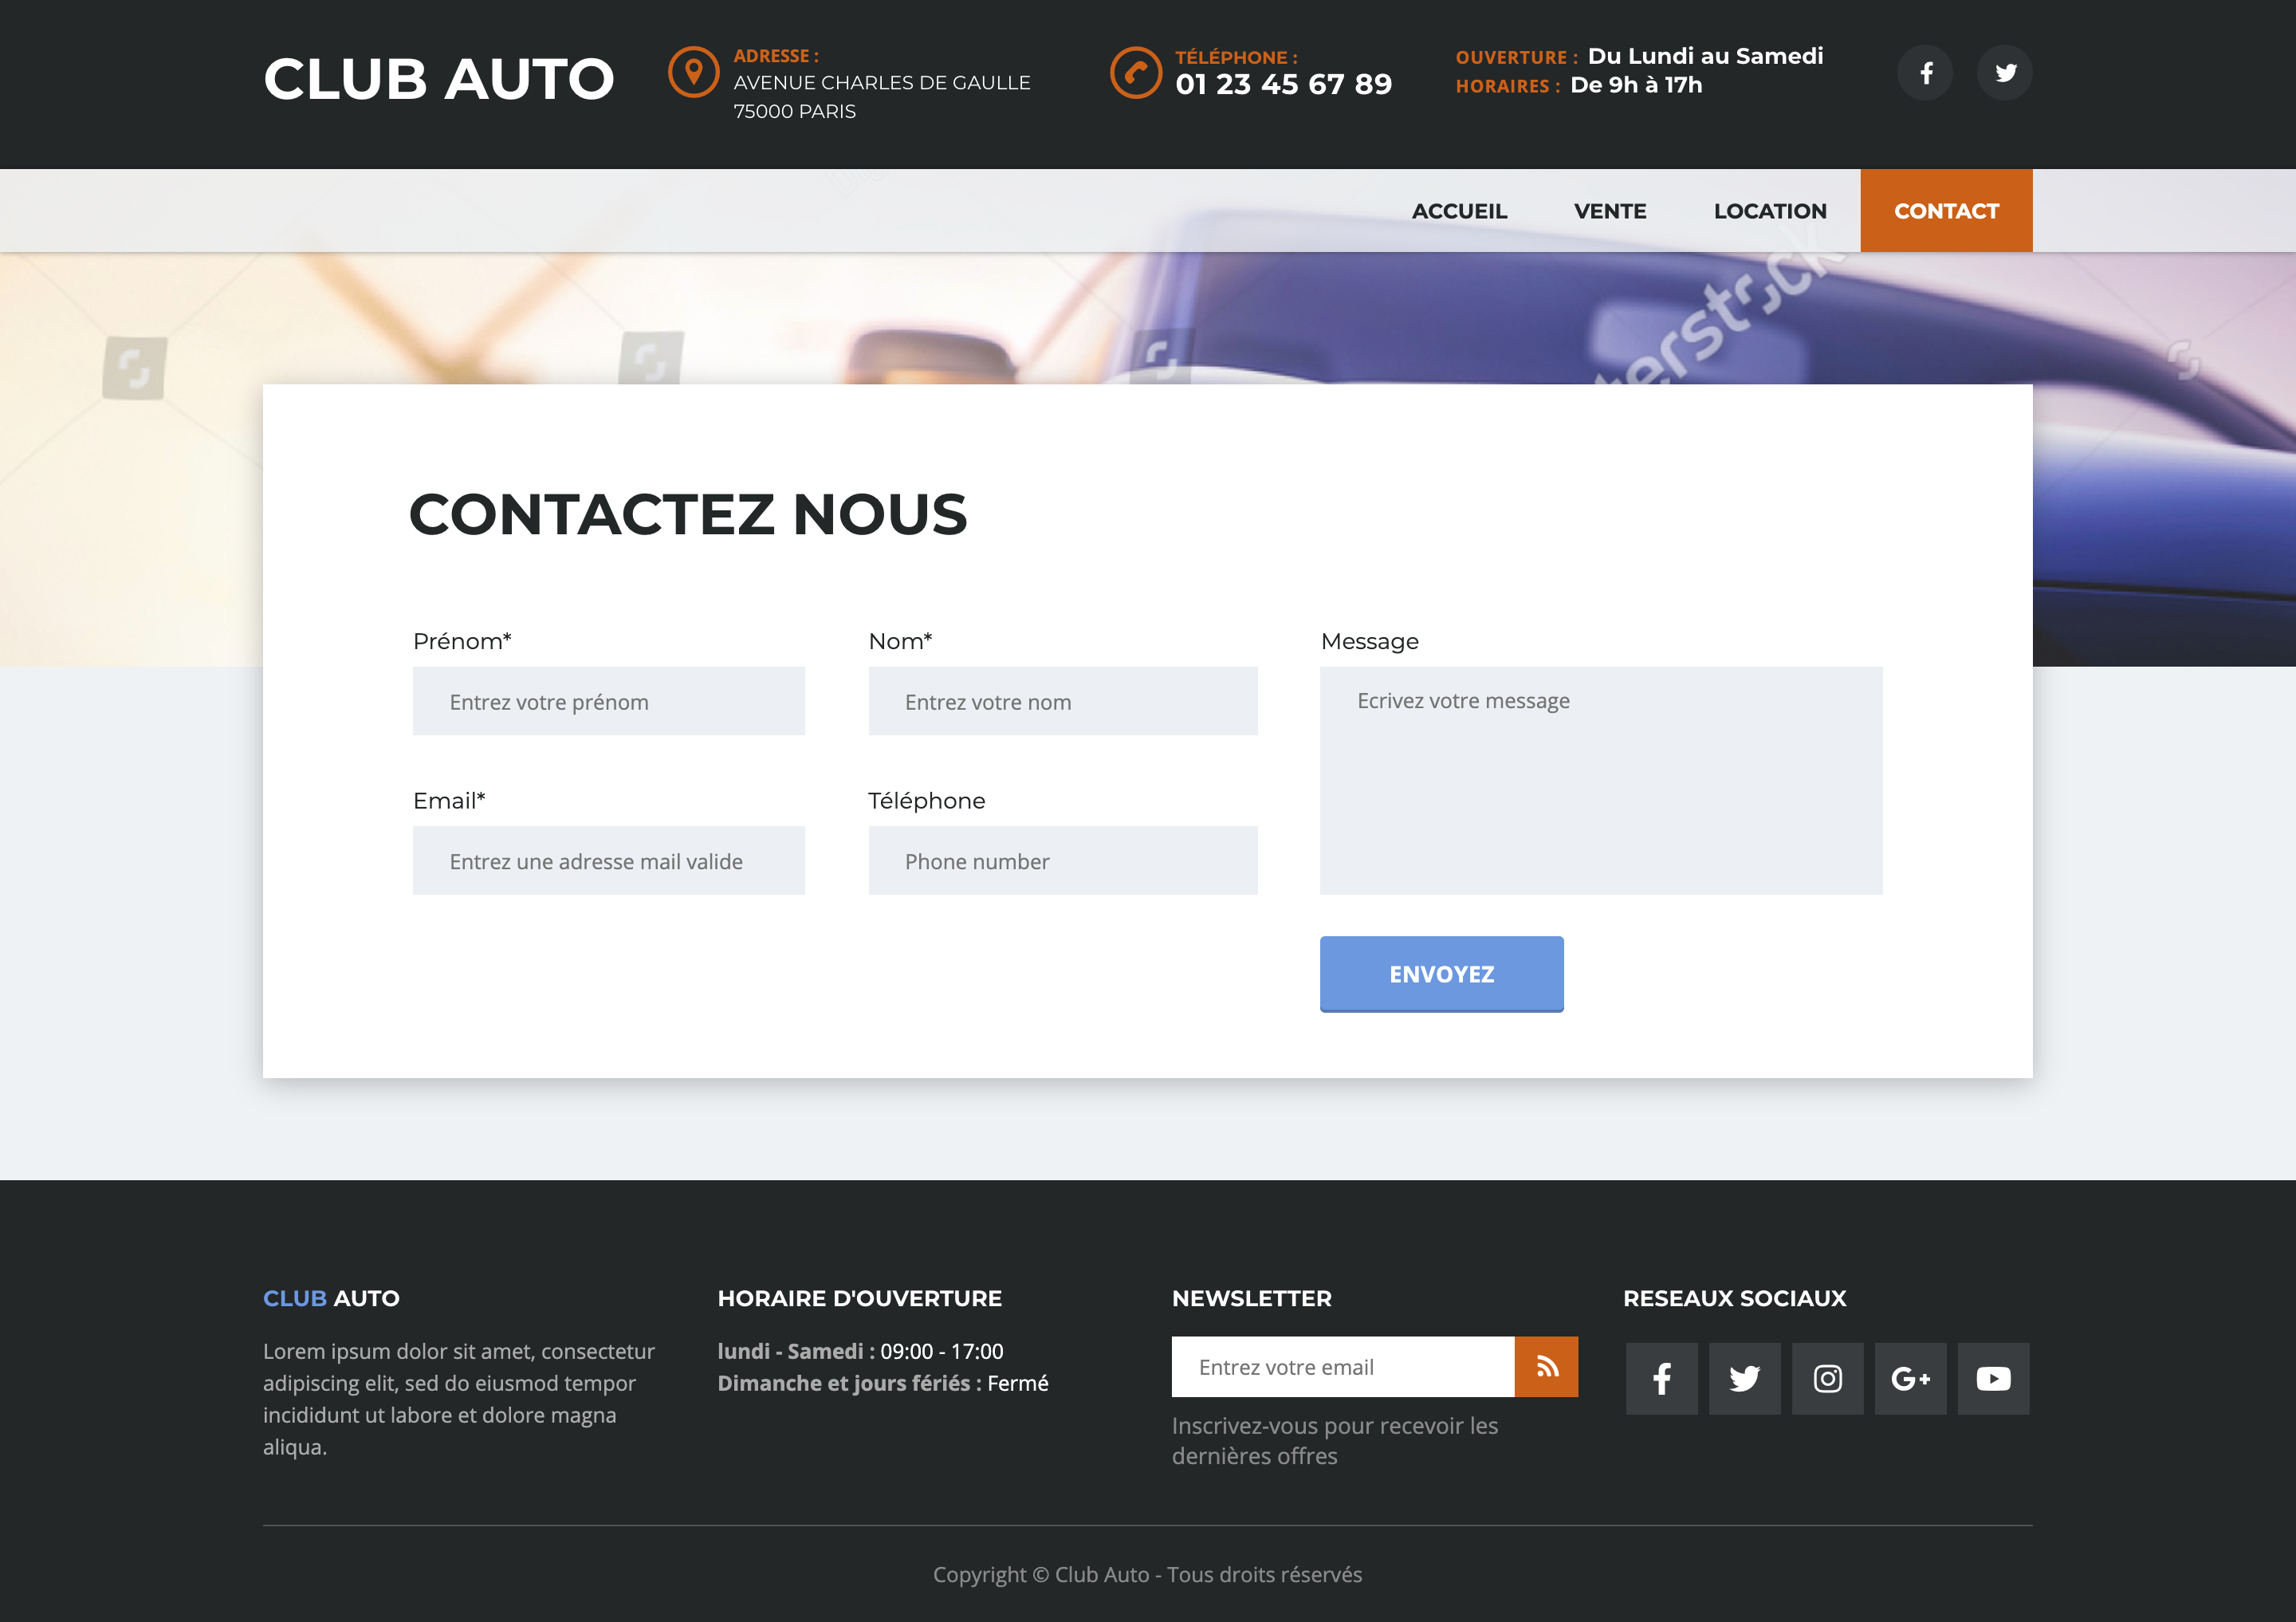 CLUB AUTO
ADRESSE :
AVENUE CHARLES DE GAULLE
75000 PARIS
TÉLÉPHONE :
01 23 45 67 89
OUVERTURE : Du Lundi au Samedi
HORAIRES : De 9h à 17h
ACCUEIL
VENTE
LOCATION
CONTACT
CONTACTEZ NOUS
Prénom*
Entrez votre prénom
Nom*
Entrez votre nom
Message
Ecrivez votre message
Email*
Entrez une adresse mail valide
Téléphone
Phone number
ENVOYEZ
CLUB AUTO
Lorem ipsum dolor sit amet, consectetur
adipiscing elit, sed do eiusmod tempor
incididunt ut labore et dolore magna
aliqua.
HORAIRE D'OUVERTURE
lundi - Samedi : 09:00 - 17:00
Dimanche et jours fériés : Fermé
NEWSLETTER
Entrez votre email
Inscrivez-vous pour recevoir les
dernières offres
RESEAUX SOCIAUX
Copyright © Club Auto - Tous droits réservés